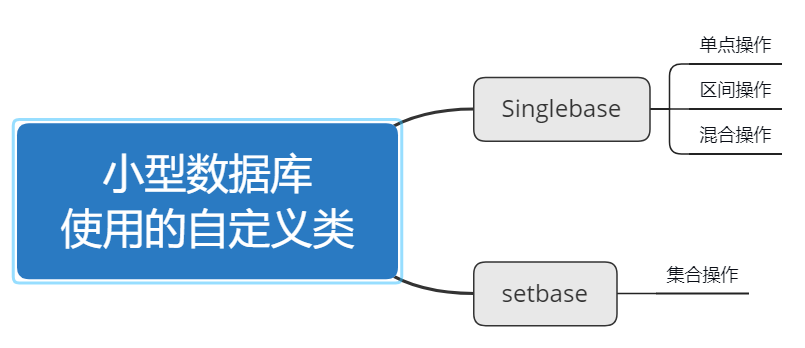 小型数据库
使用的自定义类
Singlebase
单点操作
区间操作
混合操作
setbase
集合操作